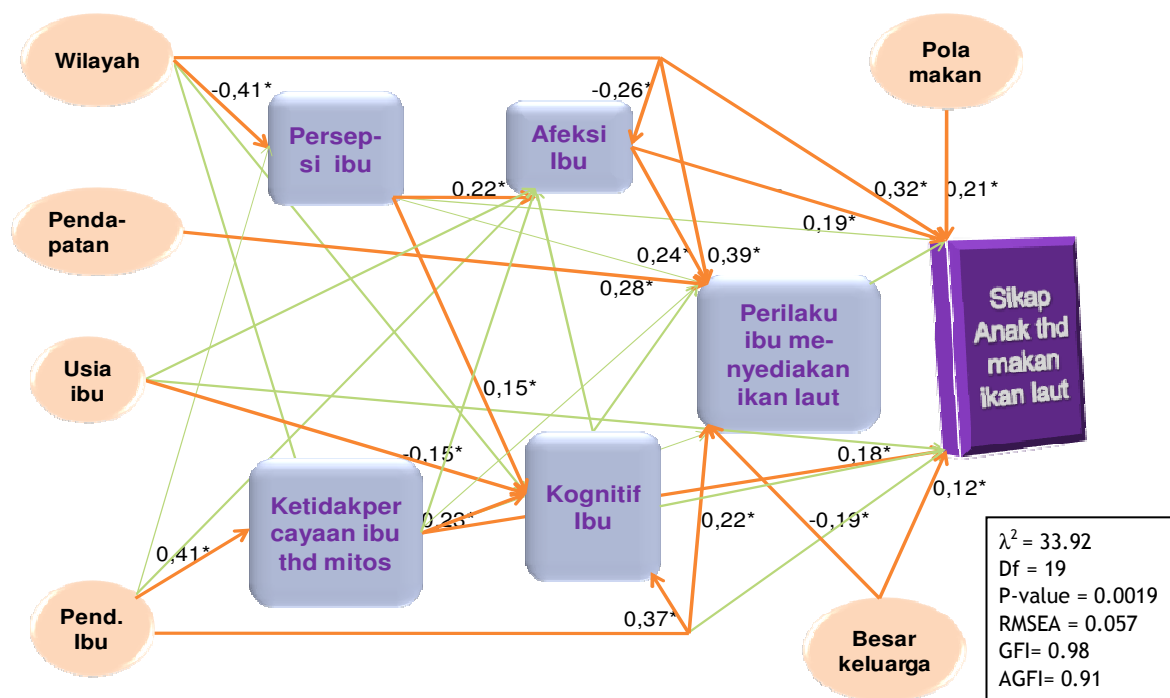 Wilayah
Pola
makan
-0,41*
-0,26*
Persep-
si ibu
Afeksi
Ibu
0.22*
0,32*
0,21*
0,19*
Penda-
patan
0,24*
0,39*
0,28*
Perilaku
ibu me-
nyediakan
ikan laut
Sikap
Anak thd
makan
ikan laut
Usia
ibu
0,15*
-0,15*
0,18*
Ketidakper
cayaan ibu
thd mitos
Kognitif
Ibu
0,23*
0,22*
-0,19*
0,12*
0,41*
0,37*
Pend.
Ibu
Besar
keluarga
λ² = 33.92
Df = 19
P-value = 0.0019
RMSEA = 0.057
GFI= 0.98
AGFI= 0.91